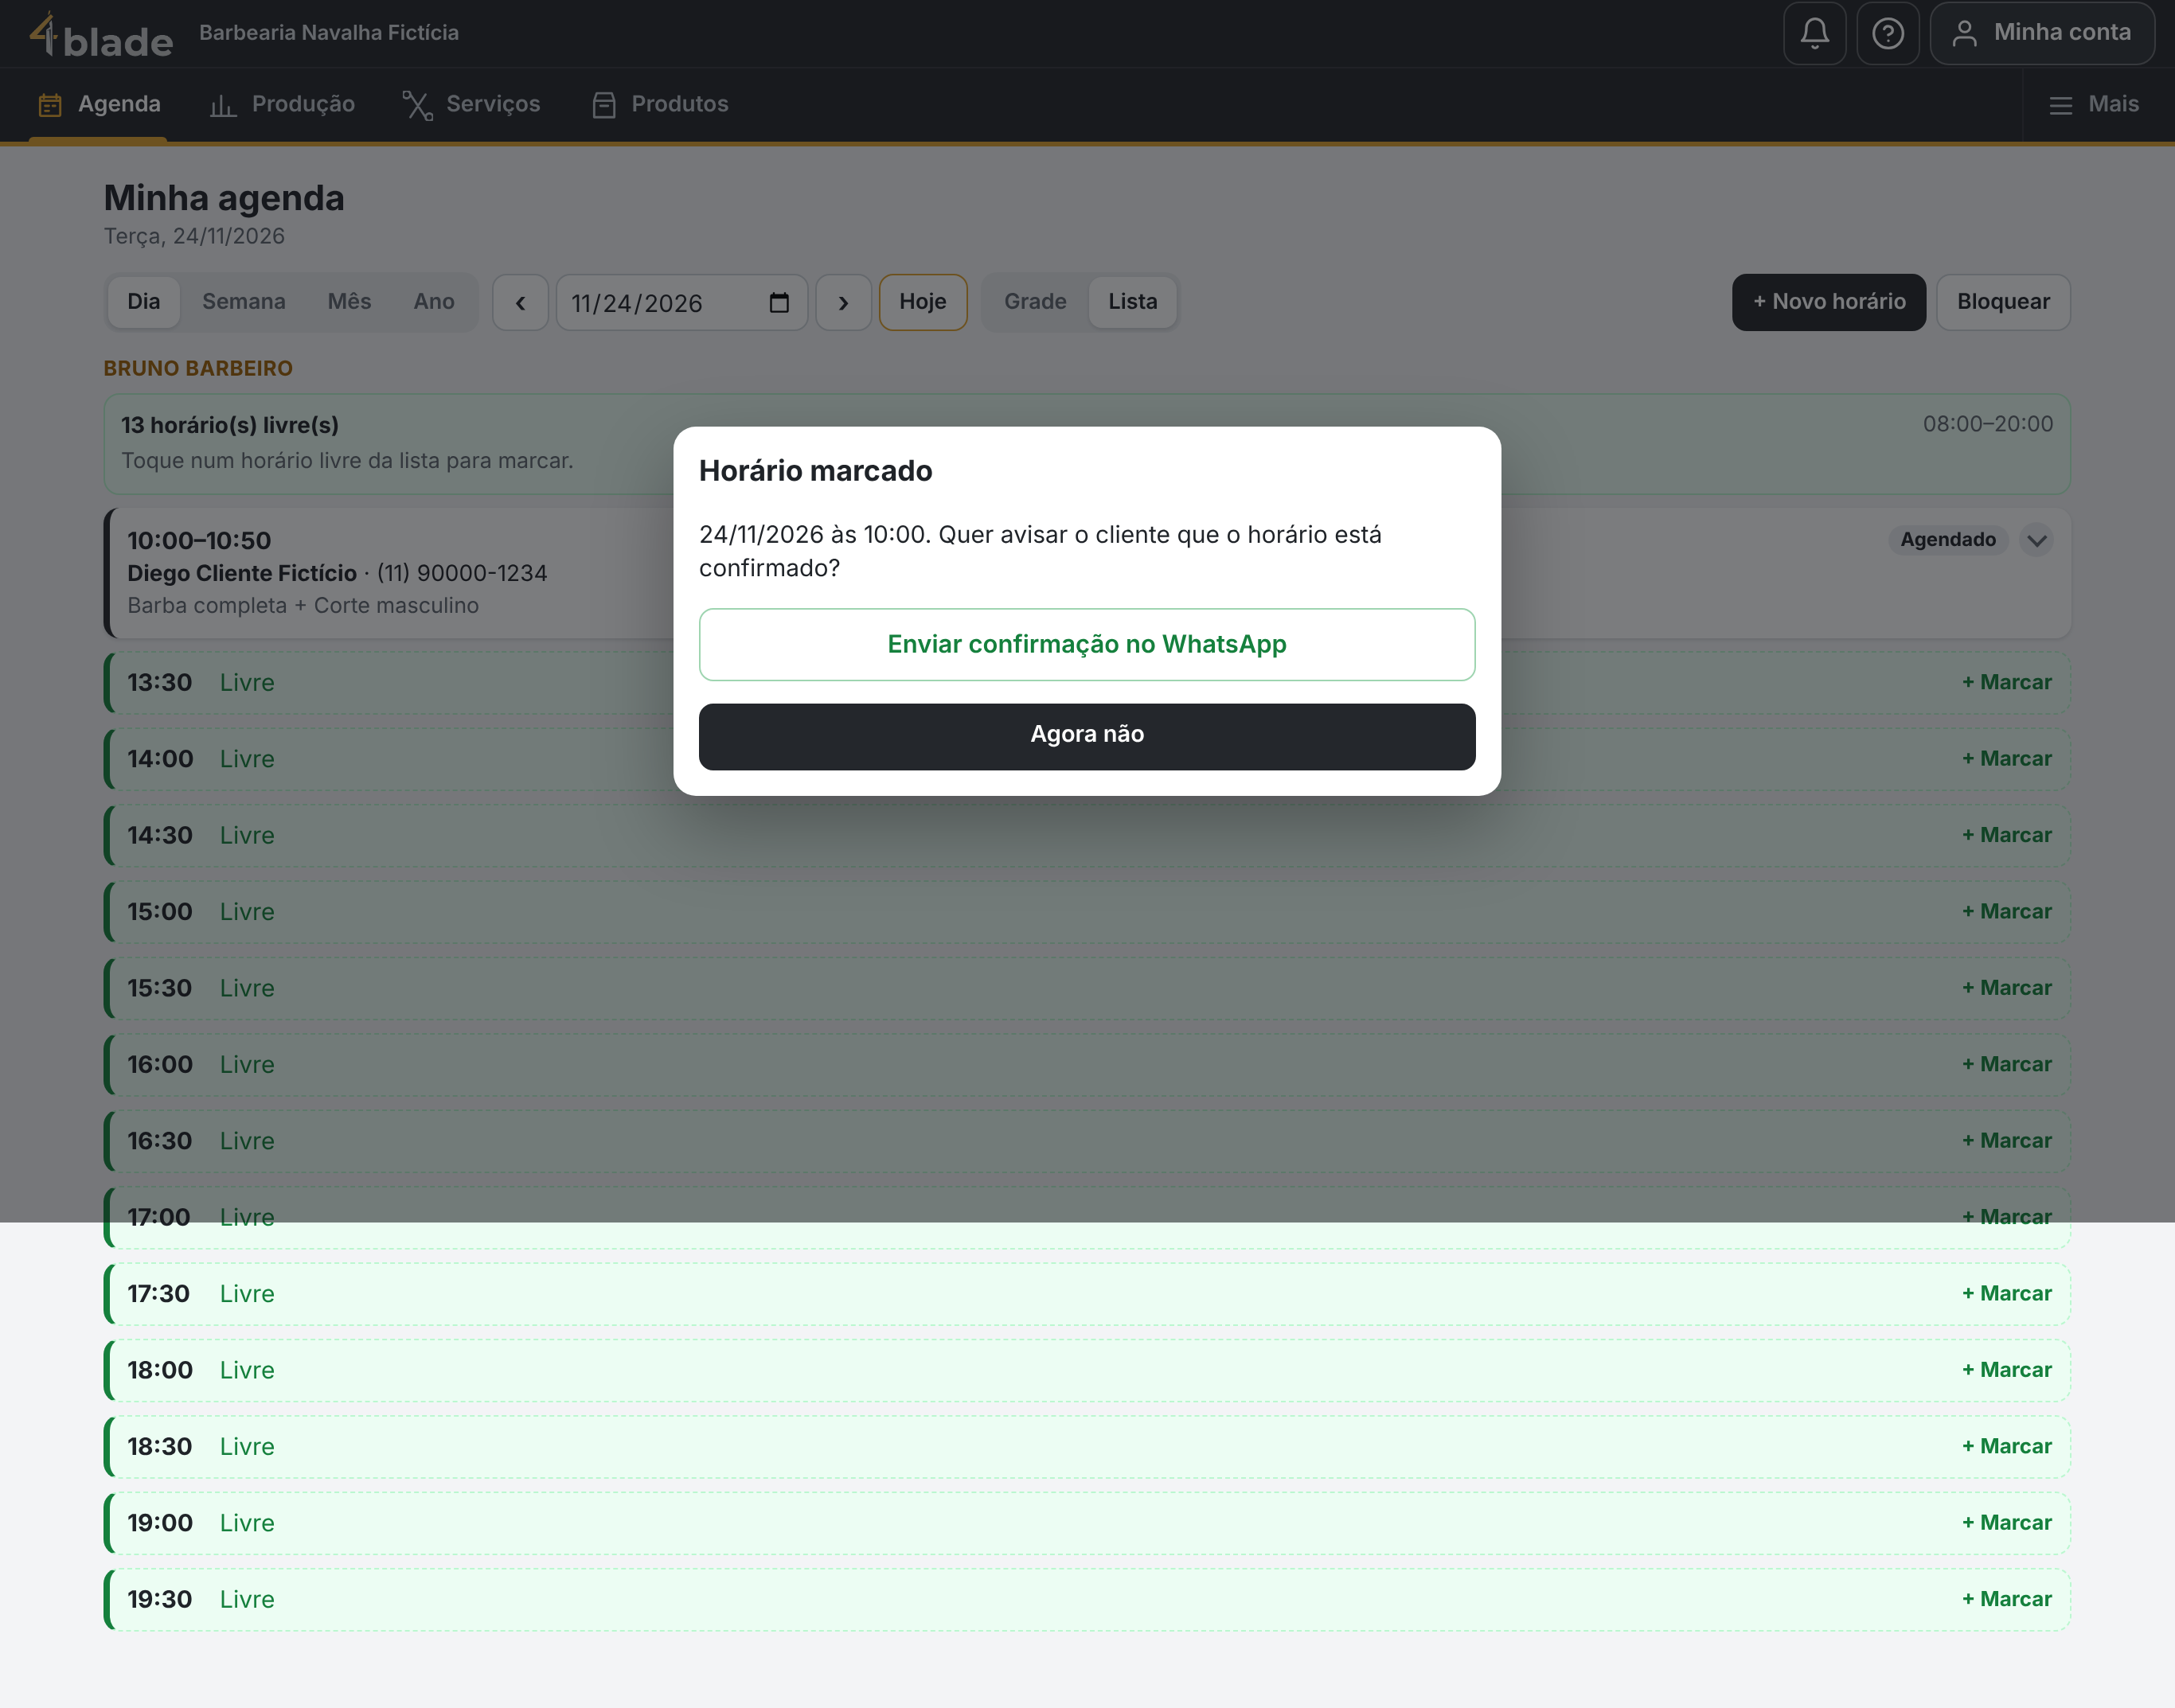 4blade
Barbearia Navalha Fictícia
Minha conta
Agenda
Produção
Serviços
Produtos
Mais
Minha agenda
Terça, 24/11/2026
Dia
Semana
Mês
Ano
‹
11/24/2026
›
Hoje
Grade
Lista
+ Novo horário
Bloquear
BRUNO BARBEIRO
13 horário(s) livre(s)
08:00–20:00
Toque num horário livre da lista para marcar.
10:00–10:50
Agendado
Diego Cliente Fictício · (11) 90000-1234
Barba completa + Corte masculino
Horário marcado
24/11/2026 às 10:00. Quer avisar o cliente que o horário está
confirmado?
Enviar confirmação no WhatsApp
Agora não
13:30 Livre + Marcar
14:00 Livre + Marcar
14:30 Livre + Marcar
15:00 Livre + Marcar
15:30 Livre + Marcar
16:00 Livre + Marcar
16:30 Livre + Marcar
17:00 Livre + Marcar
17:30 Livre + Marcar
18:00 Livre + Marcar
18:30 Livre + Marcar
19:00 Livre + Marcar
19:30 Livre + Marcar